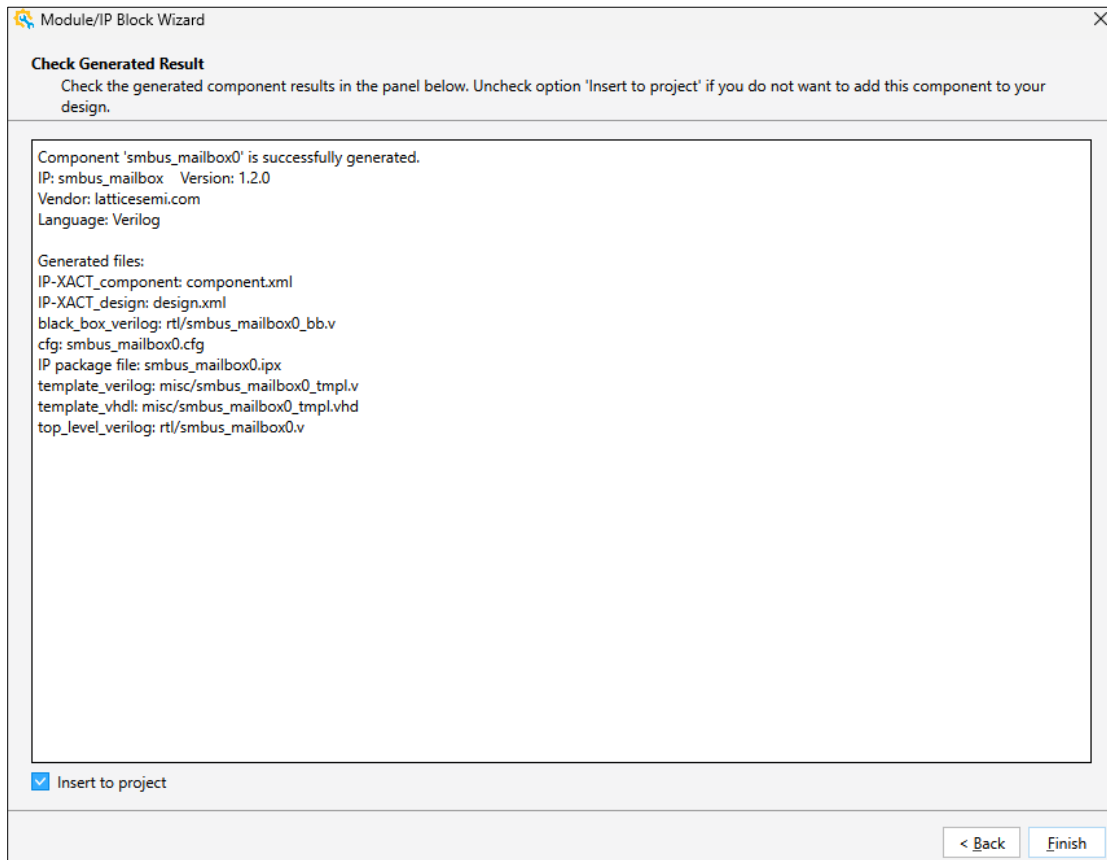 Module/IP Block Wizard
Check Generated Result
Check the generated component results in the panel below. Uncheck option 'Insert to project' if you do not want to add this component to your
design.
Component 'smbus_mailbox0' is successfully generated.
IP: smbus_mailbox    Version: 1.2.0
Vendor: latticesemi.com
Language: Verilog
Generated files:
IP-XACT_component: component.xml
IP-XACT_design: design.xml
black_box_verilog: rtl/smbus_mailbox0_bb.v
cfg: smbus_mailbox0.cfg
IP package file: smbus_mailbox0.ipx
template_verilog: misc/smbus_mailbox0_tmpl.v
template_vhdl: misc/smbus_mailbox0_tmpl.vhd
top_level_verilog: rtl/smbus_mailbox0.v
Insert to project
< Back    Finish